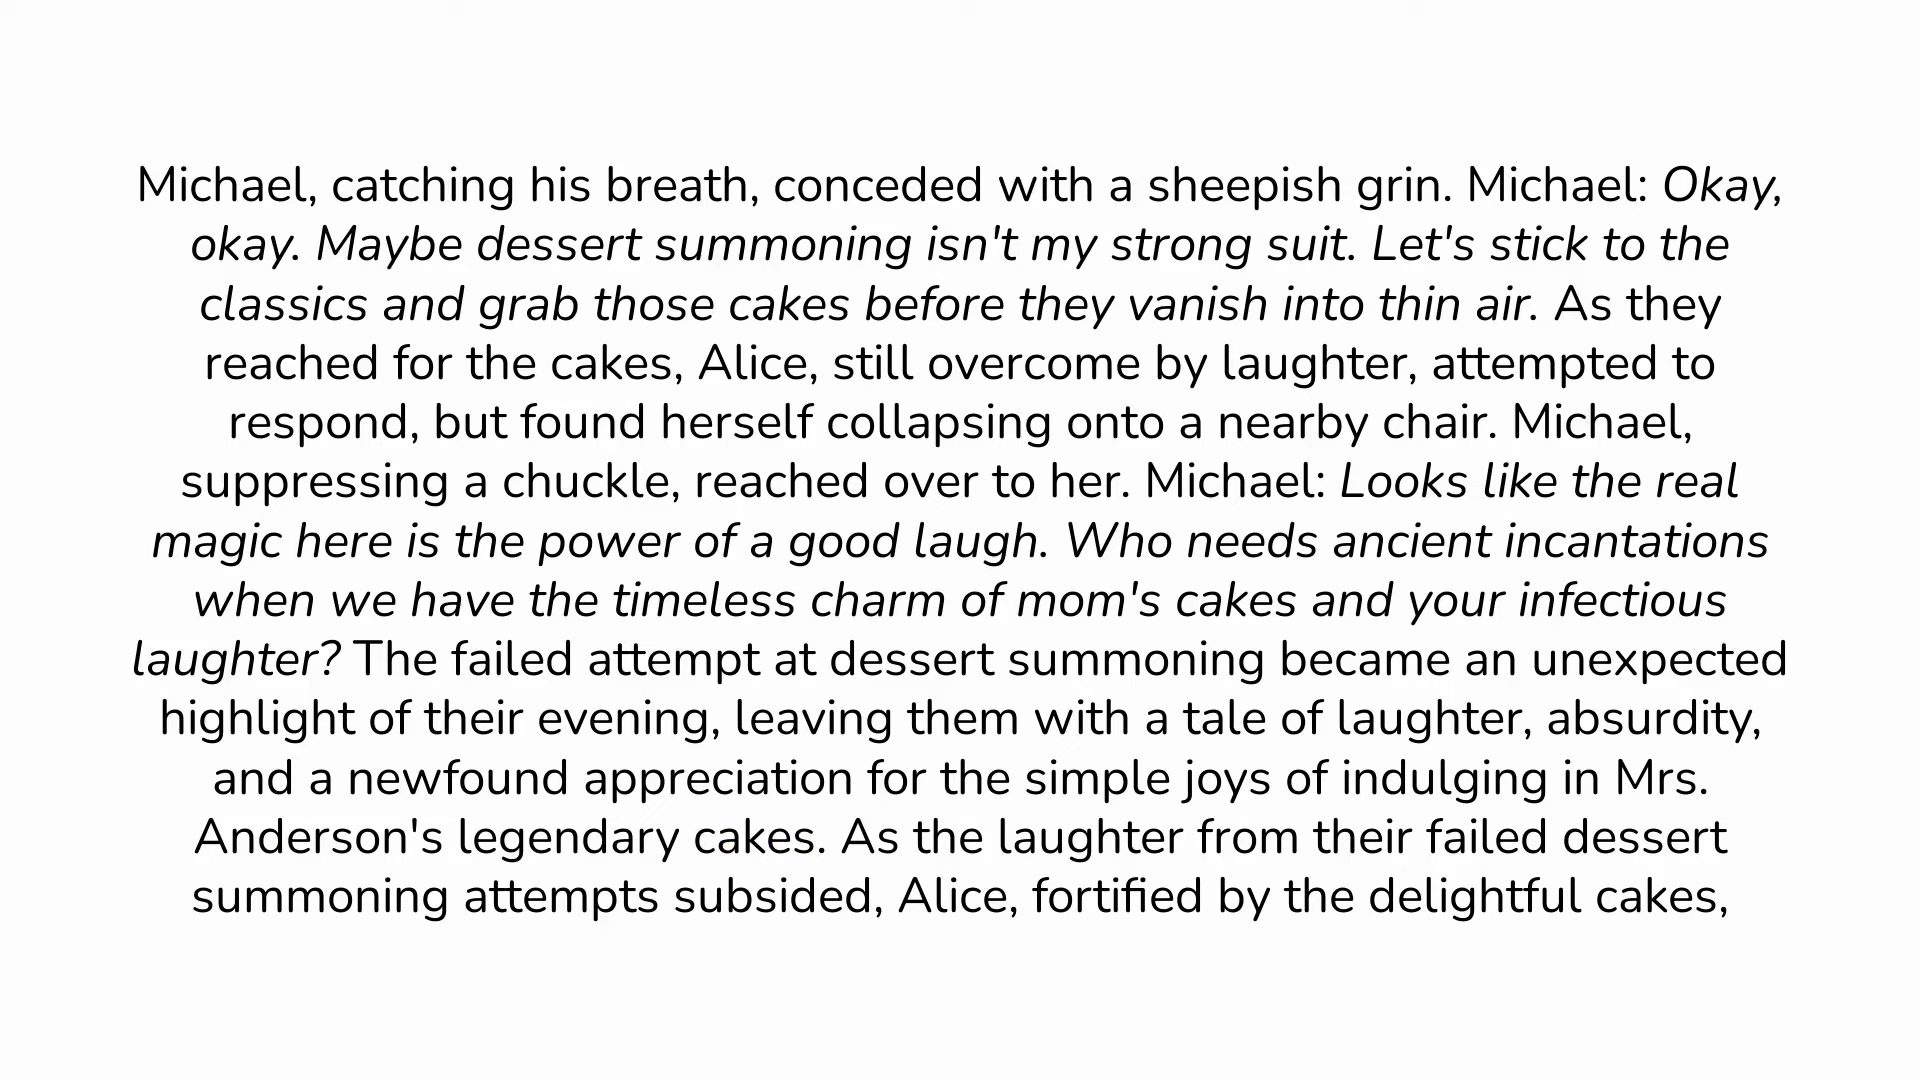 Michael, catching his breath, conceded with a sheepish grin. Michael: Okay,
okay. Maybe dessert summoning isn't my strong suit. Let's stick to the
classics and grab those cakes before they vanish into thin air. As they
reached for the cakes, Alice, still overcome by laughter, attempted to
respond, but found herself collapsing onto a nearby chair. Michael,
suppressing a chuckle, reached over to her. Michael: Looks like the real
magic here is the power of a good laugh. Who needs ancient incantations
when we have the timeless charm of mom's cakes and your infectious
laughter? The failed attempt at dessert summoning became an unexpected
highlight of their evening, leaving them with a tale of laughter, absurdity,
and a newfound appreciation for the simple joys of indulging in Mrs.
Anderson's legendary cakes. As the laughter from their failed dessert
summoning attempts subsided, Alice, fortified by the delightful cakes,